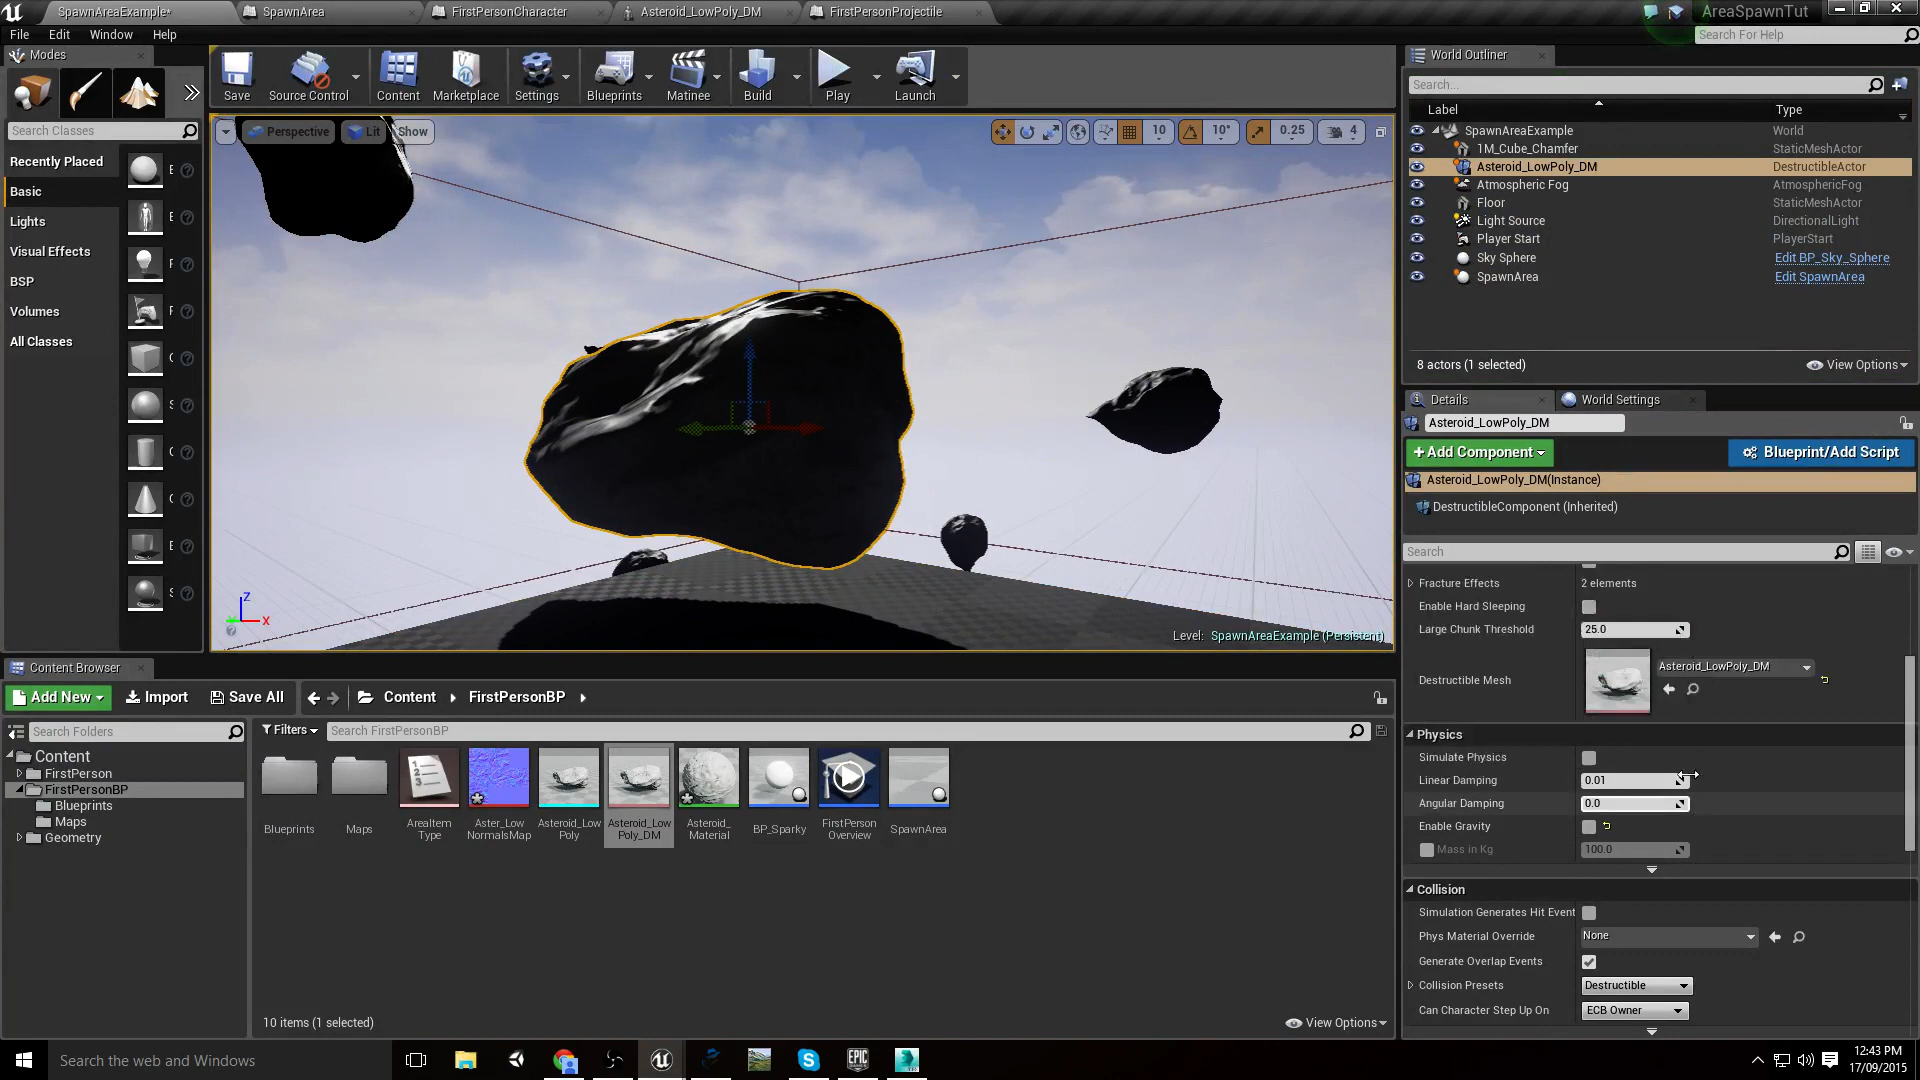 SpawnAreaExample*
SpawnArea
FirstPersonCharacter
Asteroid_LowPoly_DM
FirstPersonProjectile
AreaSpawnTut
File Edit Window Help
Search For Help
Modes
Search Classes
Recently Placed
Basic
Lights
Visual Effects
BSP
Volumes
All Classes
Save
Source Control
Content
Marketplace
Settings
Blueprints
Matinee
Build
Play
Launch
Perspective
Lit
Show
10
10°
0.25
4
Z
X
Level: SpawnAreaExample (Persistent)
World Outliner
Search...
Label Type
SpawnAreaExample World
1M_Cube_Chamfer StaticMeshActor
Asteroid_LowPoly_DM DestructibleActor
Atmospheric Fog AtmosphericFog
Floor StaticMeshActor
Light Source DirectionalLight
Player Start PlayerStart
Sky Sphere Edit BP_Sky_Sphere
SpawnArea Edit SpawnArea
8 actors (1 selected)
View Options
Details
World Settings
Asteroid_LowPoly_DM
+Add Component
Blueprint/Add Script
Asteroid_LowPoly_DM(Instance)
DestructibleComponent (Inherited)
Search
Fracture Effects 2 elements
Enable Hard Sleeping
Large Chunk Threshold 25.0
Destructible Mesh Asteroid_LowPoly_DM
Physics
Simulate Physics
Linear Damping 0.01
Angular Damping 0.0
Enable Gravity
Mass in Kg 100.0
Collision
Simulation Generates Hit Event
Phys Material Override None
Generate Overlap Events
Collision Presets Destructible
Can Character Step Up On ECB Owner
Content Browser
Add New
Import
Save All
Content
FirstPersonBP
Search Folders
Filters
Search FirstPersonBP
Content
FirstPerson
FirstPersonBP
Blueprints
Maps
Geometry
Blueprints
Maps
AreaItem
Type
Aster_Low
NormalsMap
Asteroid_Low
Poly
Asteroid_Low
Poly_DM
Asteroid_
Material
BP_Sparky
FirstPerson
Overview
SpawnArea
10 items (1 selected)
View Options
Search the web and Windows
EPIC
12:43 PM
17/09/2015